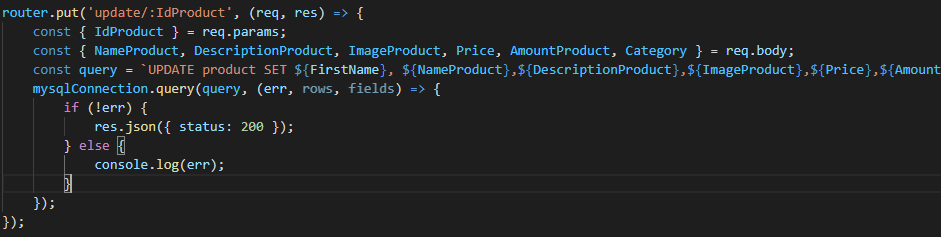 router.put('update/:IdProduct', (req, res) => {
const { IdProduct } = req.params;
const { NameProduct, DescriptionProduct, ImageProduct, Price, AmountProduct, Category } = req.body;
const query = `UPDATE product SET ${FirstName}, ${NameProduct},${DescriptionProduct},${ImageProduct},${Price},${Amount
mysqlConnection.query(query, (err, rows, fields) => {
if (!err) {
res.json({ status: 200 });
} else {
console.log(err);
}
});
});